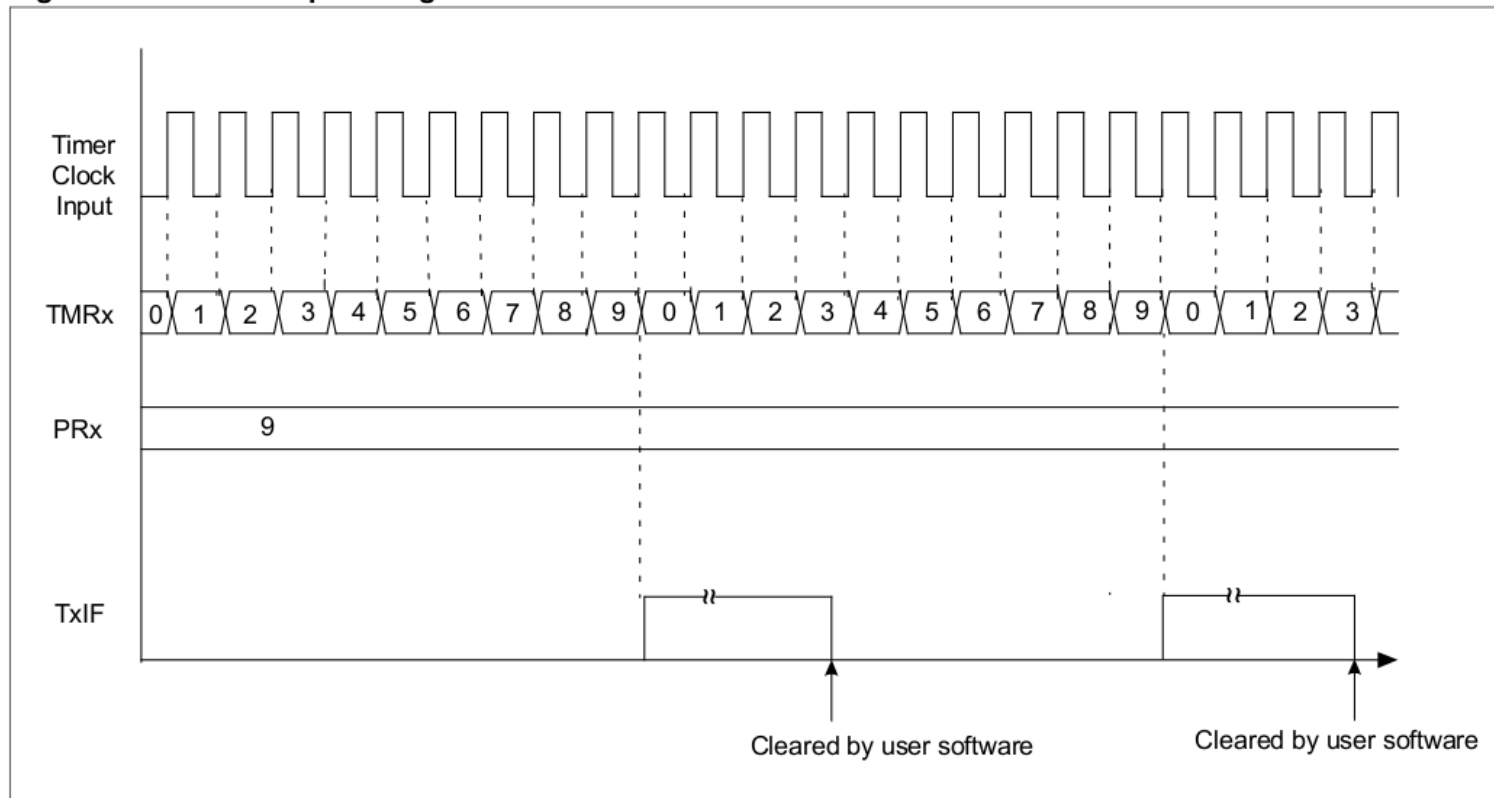 Timer
Clock
Input
TMRx
0 1 2 3 4 5 6 7 8 9 0 1 2 3 4 5 6 7 8 9 0 1 2 3
PRx
9
TxIF
Cleared by user software
Cleared by user software